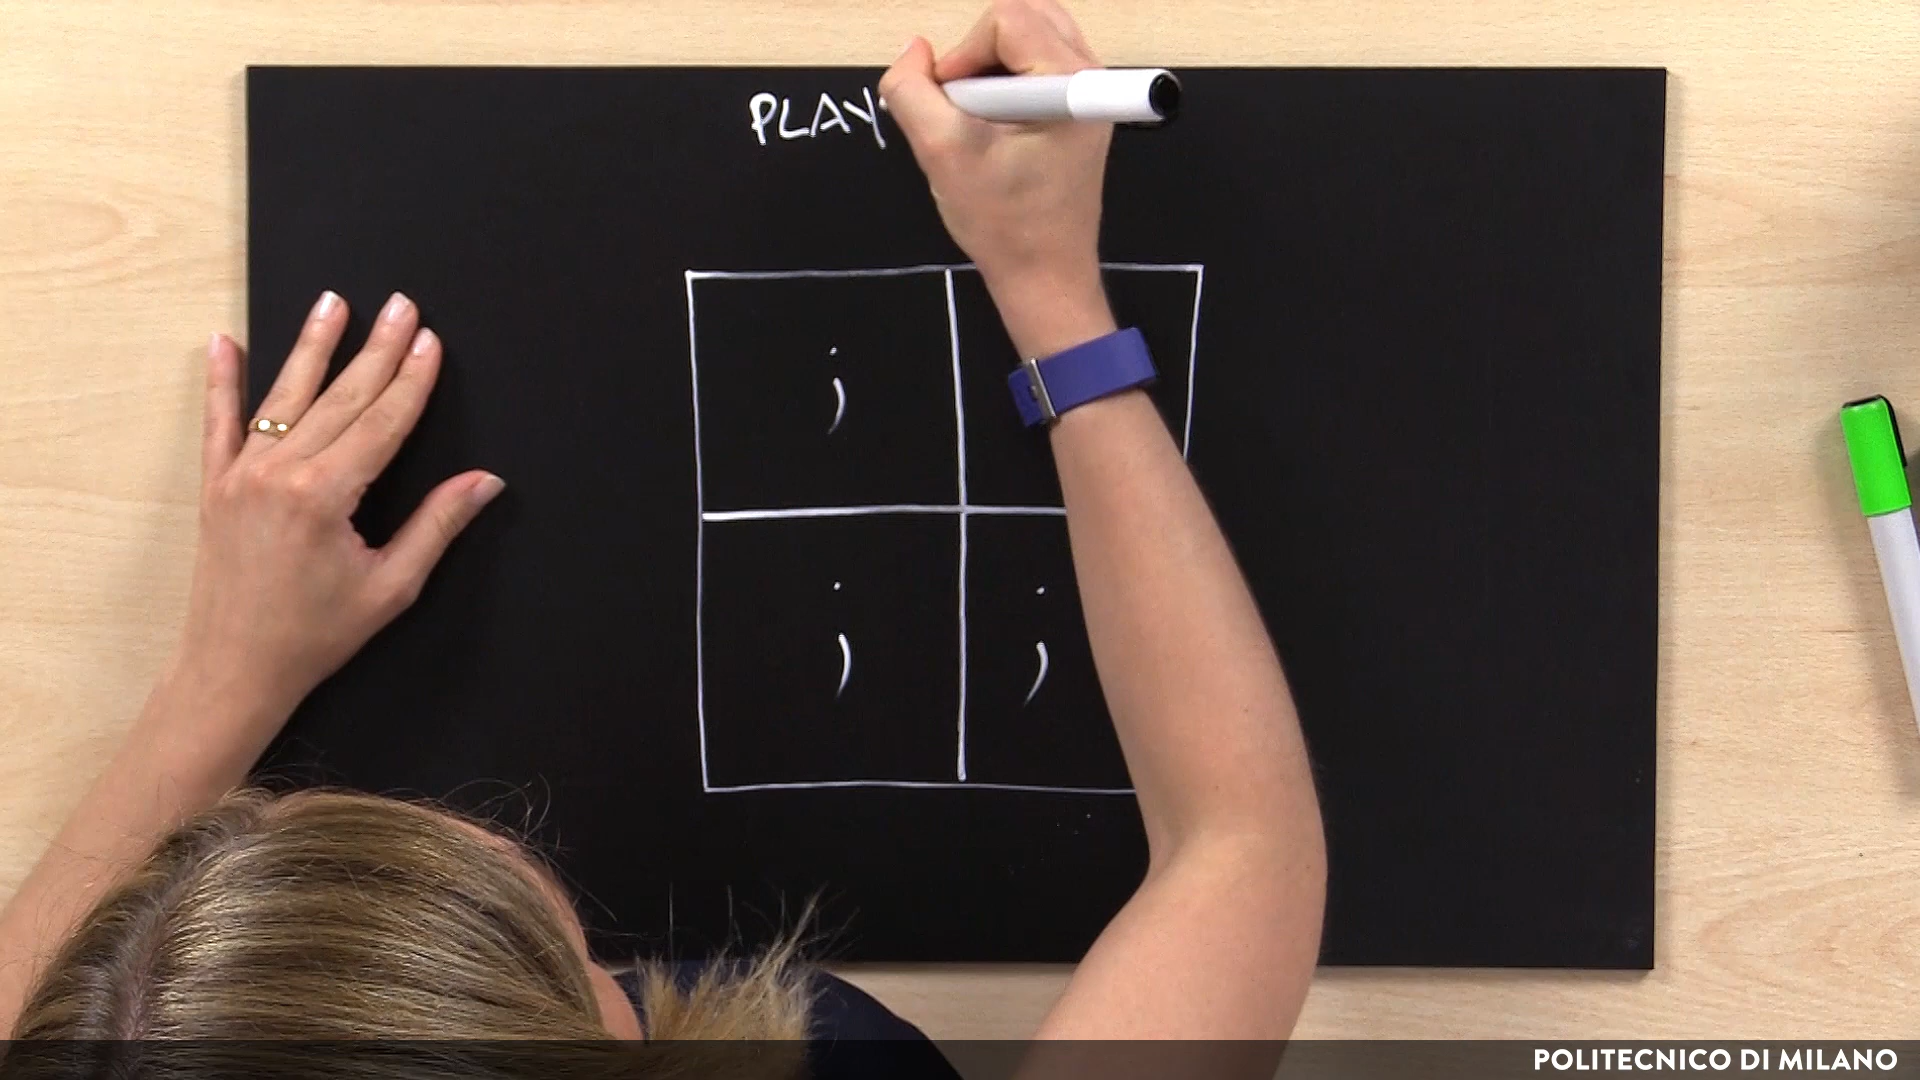 PLAY
;
; ;
POLITECNICO DI MILANO